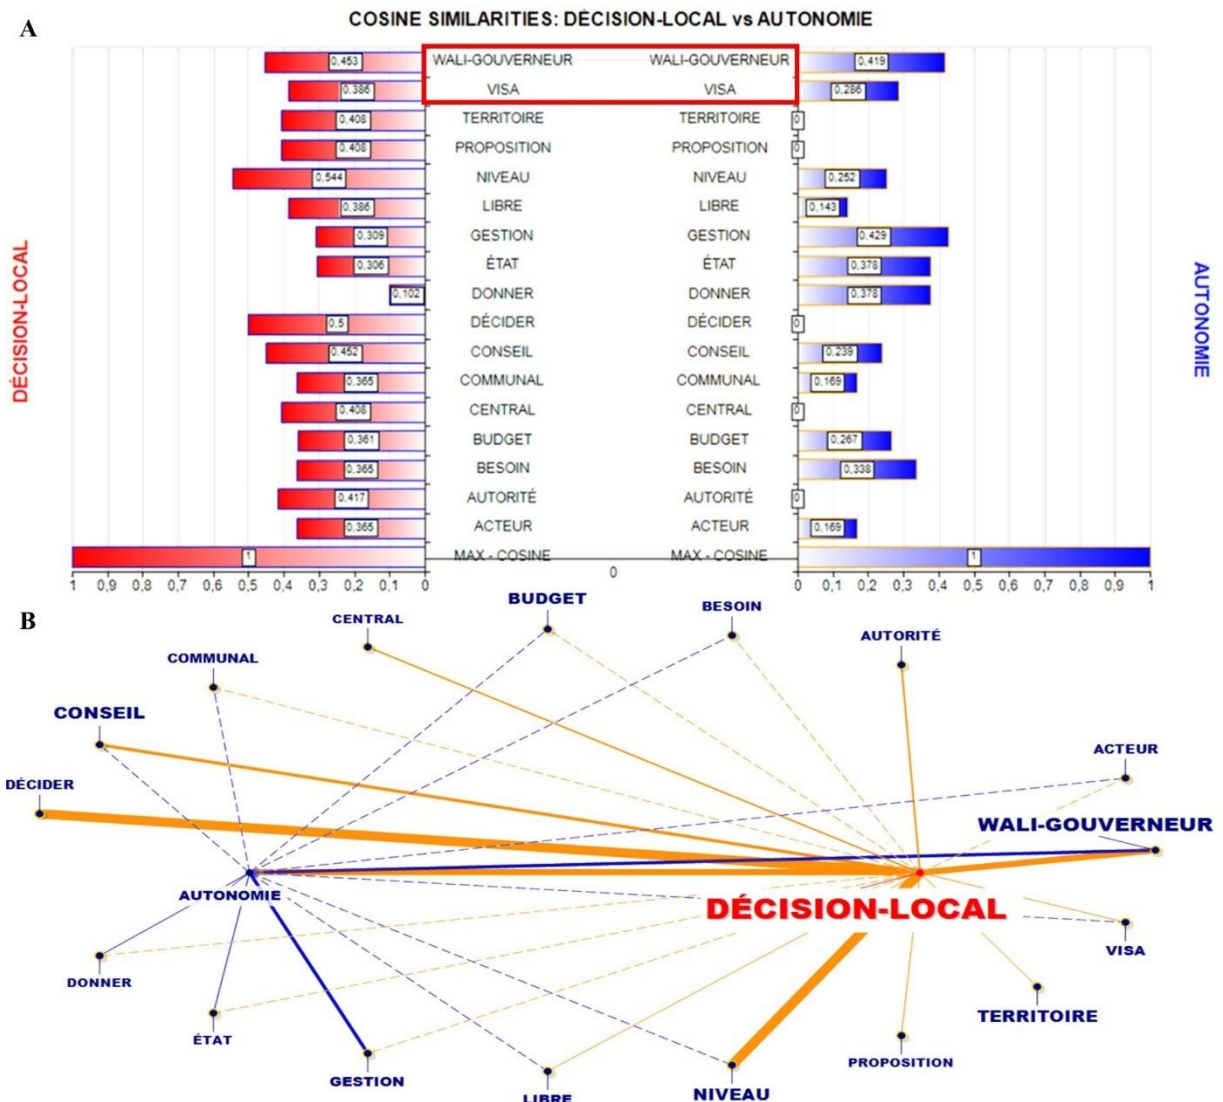 A
COSINE SIMILARITIES: DÉCISION-LOCAL vs AUTONOMIE
DÉCISION-LOCAL
0,453 WALI-GOUVERNEUR WALI-GOUVERNEUR 0,419
0,386 VISA VISA 0,286
0,408 TERRITOIRE TERRITOIRE 0
0,408 PROPOSITION PROPOSITION 0
0,544 NIVEAU NIVEAU 0,252
0,386 LIBRE LIBRE 0,143
0,309 GESTION GESTION 0,429
0,306 ÉTAT ÉTAT 0,378
0,102 DONNER DONNER 0,378
0,5 DÉCIDER DÉCIDER 0
0,452 CONSEIL CONSEIL 0,239
0,365 COMMUNAL COMMUNAL 0,169
0,408 CENTRAL CENTRAL 0
0,361 BUDGET BUDGET 0,267
0,365 BESOIN BESOIN 0,338
0,417 AUTORITÉ AUTORITÉ 0
0,365 ACTEUR ACTEUR 0,169
1 MAX - COSINE MAX - COSINE 1
AUTONOMIE
1 0,9 0,8 0,7 0,6 0,5 0,4 0,3 0,2 0,1 0 0 0 0,1 0,2 0,3 0,4 0,5 0,6 0,7 0,8 0,9 1
B
BUDGET
BESOIN
CENTRAL
AUTORITÉ
COMMUNAL
CONSEIL
ACTEUR
DÉCIDER
WALI-GOUVERNEUR
AUTONOMIE
DÉCISION-LOCAL
VISA
DONNER
TERRITOIRE
ÉTAT
PROPOSITION
GESTION
NIVEAU
LIBRE